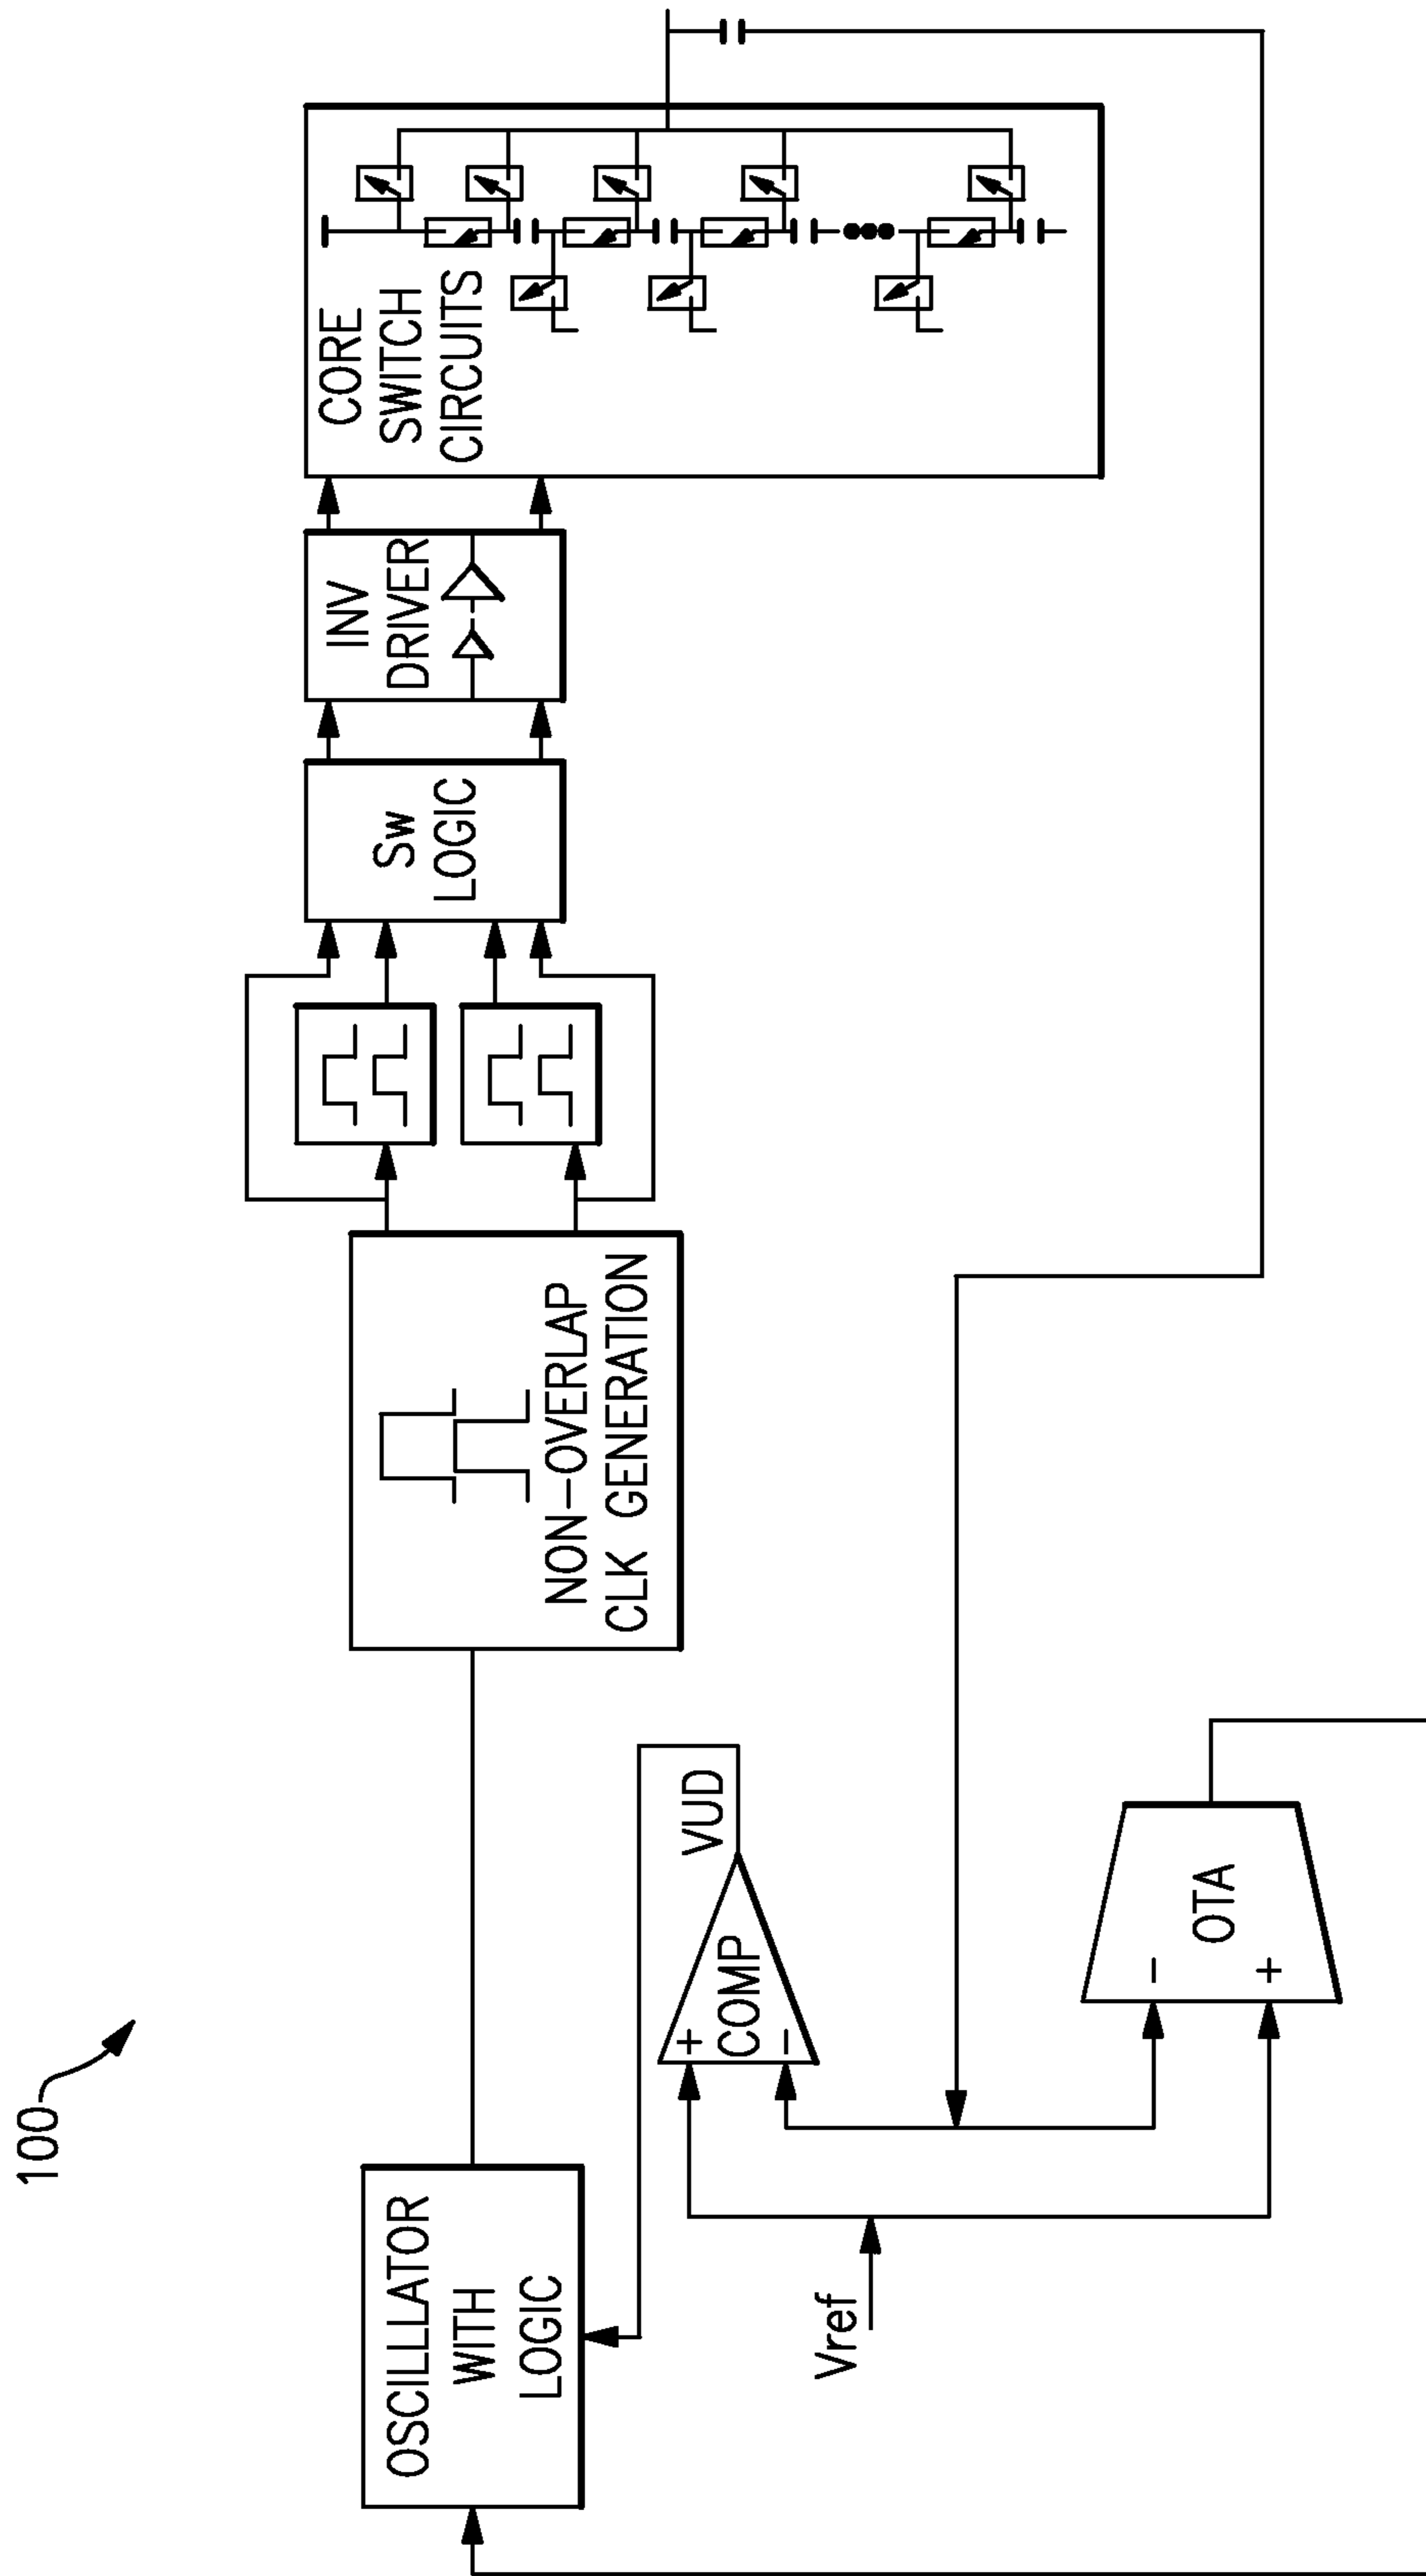 100
OSCILLLATOR
WITH
LOGIC
NON-OVERLAP
CLK GENERATION
Sw
LOGIC
INV
DRIVER
CORE
SWITCH
CIRCUITS
VUD
+
COMP
-
Vref
-
OTA
+